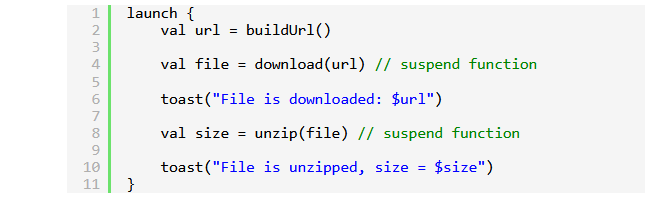 1 launch {
2     val url = buildUrl()
3
4     val file = download(url) // suspend function
5
6     toast("File is downloaded: $url")
7
8     val size = unzip(file) // suspend function
9
10     toast("File is unzipped, size = $size")
11 }